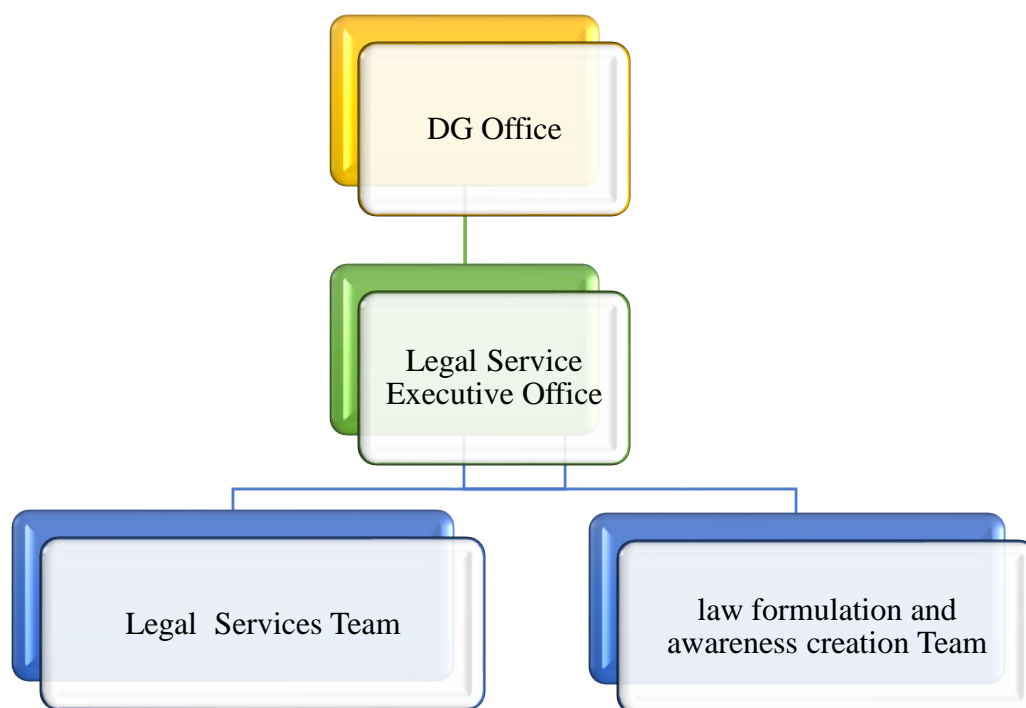 DG Office
Legal Service
Executive Office
Legal  Services Team
law formulation and
awareness creation Team